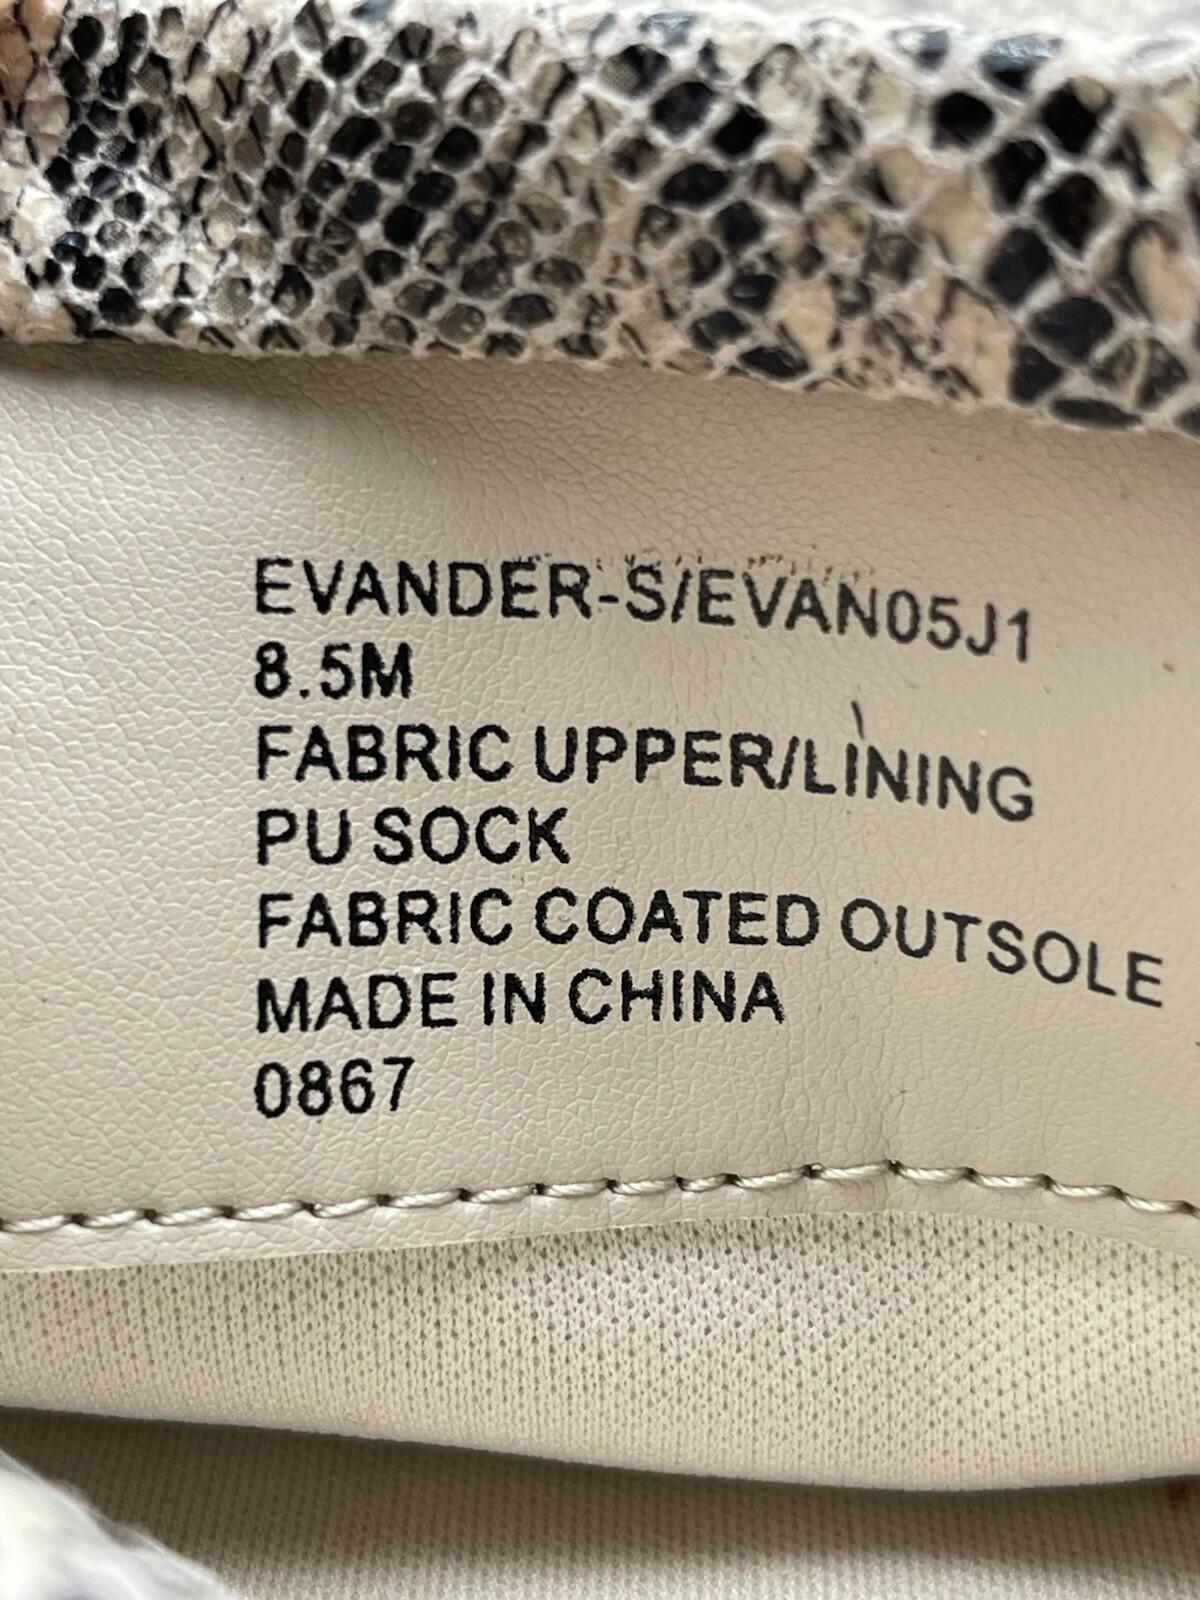 EVANDER-S/EVAN05J1
8.5M
FABRIC UPPER/LINING
PU SOCK
FABRIC COATED OUTSOLE
MADE IN CHINA
0867